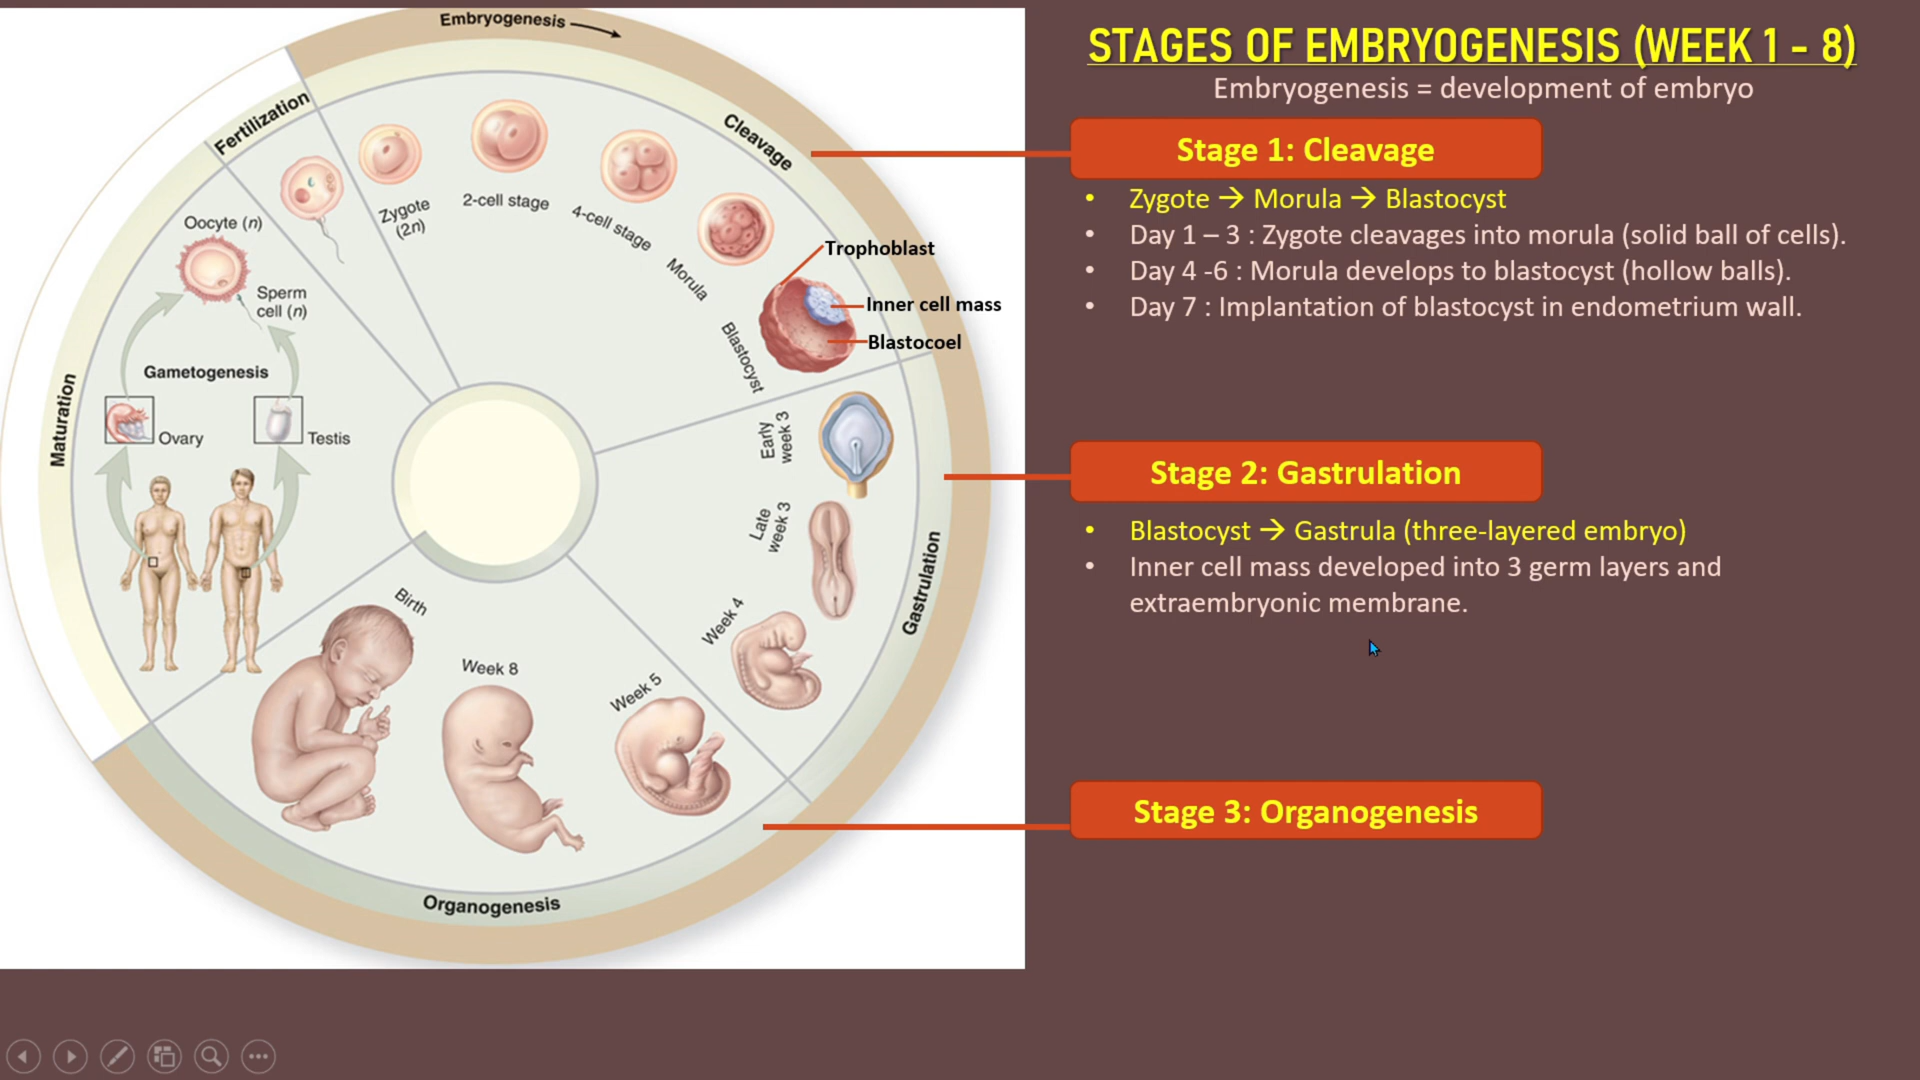 Embryogenesis
STAGES OF EMBRYOGENESIS (WEEK 1 - 8)
Embryogenesis = development of embryo
Fertilization
Cleavage
Stage 1: Cleavage
Zygote
(2n)
2-cell stage
4-cell stage
Morula
Blastocyst
Trophoblast
Inner cell mass
Blastocoel
• Zygote → Morula → Blastocyst
• Day 1 – 3 : Zygote cleavages into morula (solid ball of cells).
• Day 4 -6 : Morula develops to blastocyst (hollow balls).
• Day 7 : Implantation of blastocyst in endometrium wall.
Oocyte (n)
Sperm
cell (n)
Gametogenesis
Maturation
Ovary
Testis
Early
week 3
Late
week 3
Gastrulation
Stage 2: Gastrulation
• Blastocyst → Gastrula (three-layered embryo)
• Inner cell mass developed into 3 germ layers and
extraembryonic membrane.
Week 4
Week 5
Week 8
Birth
Organogenesis
Stage 3: Organogenesis